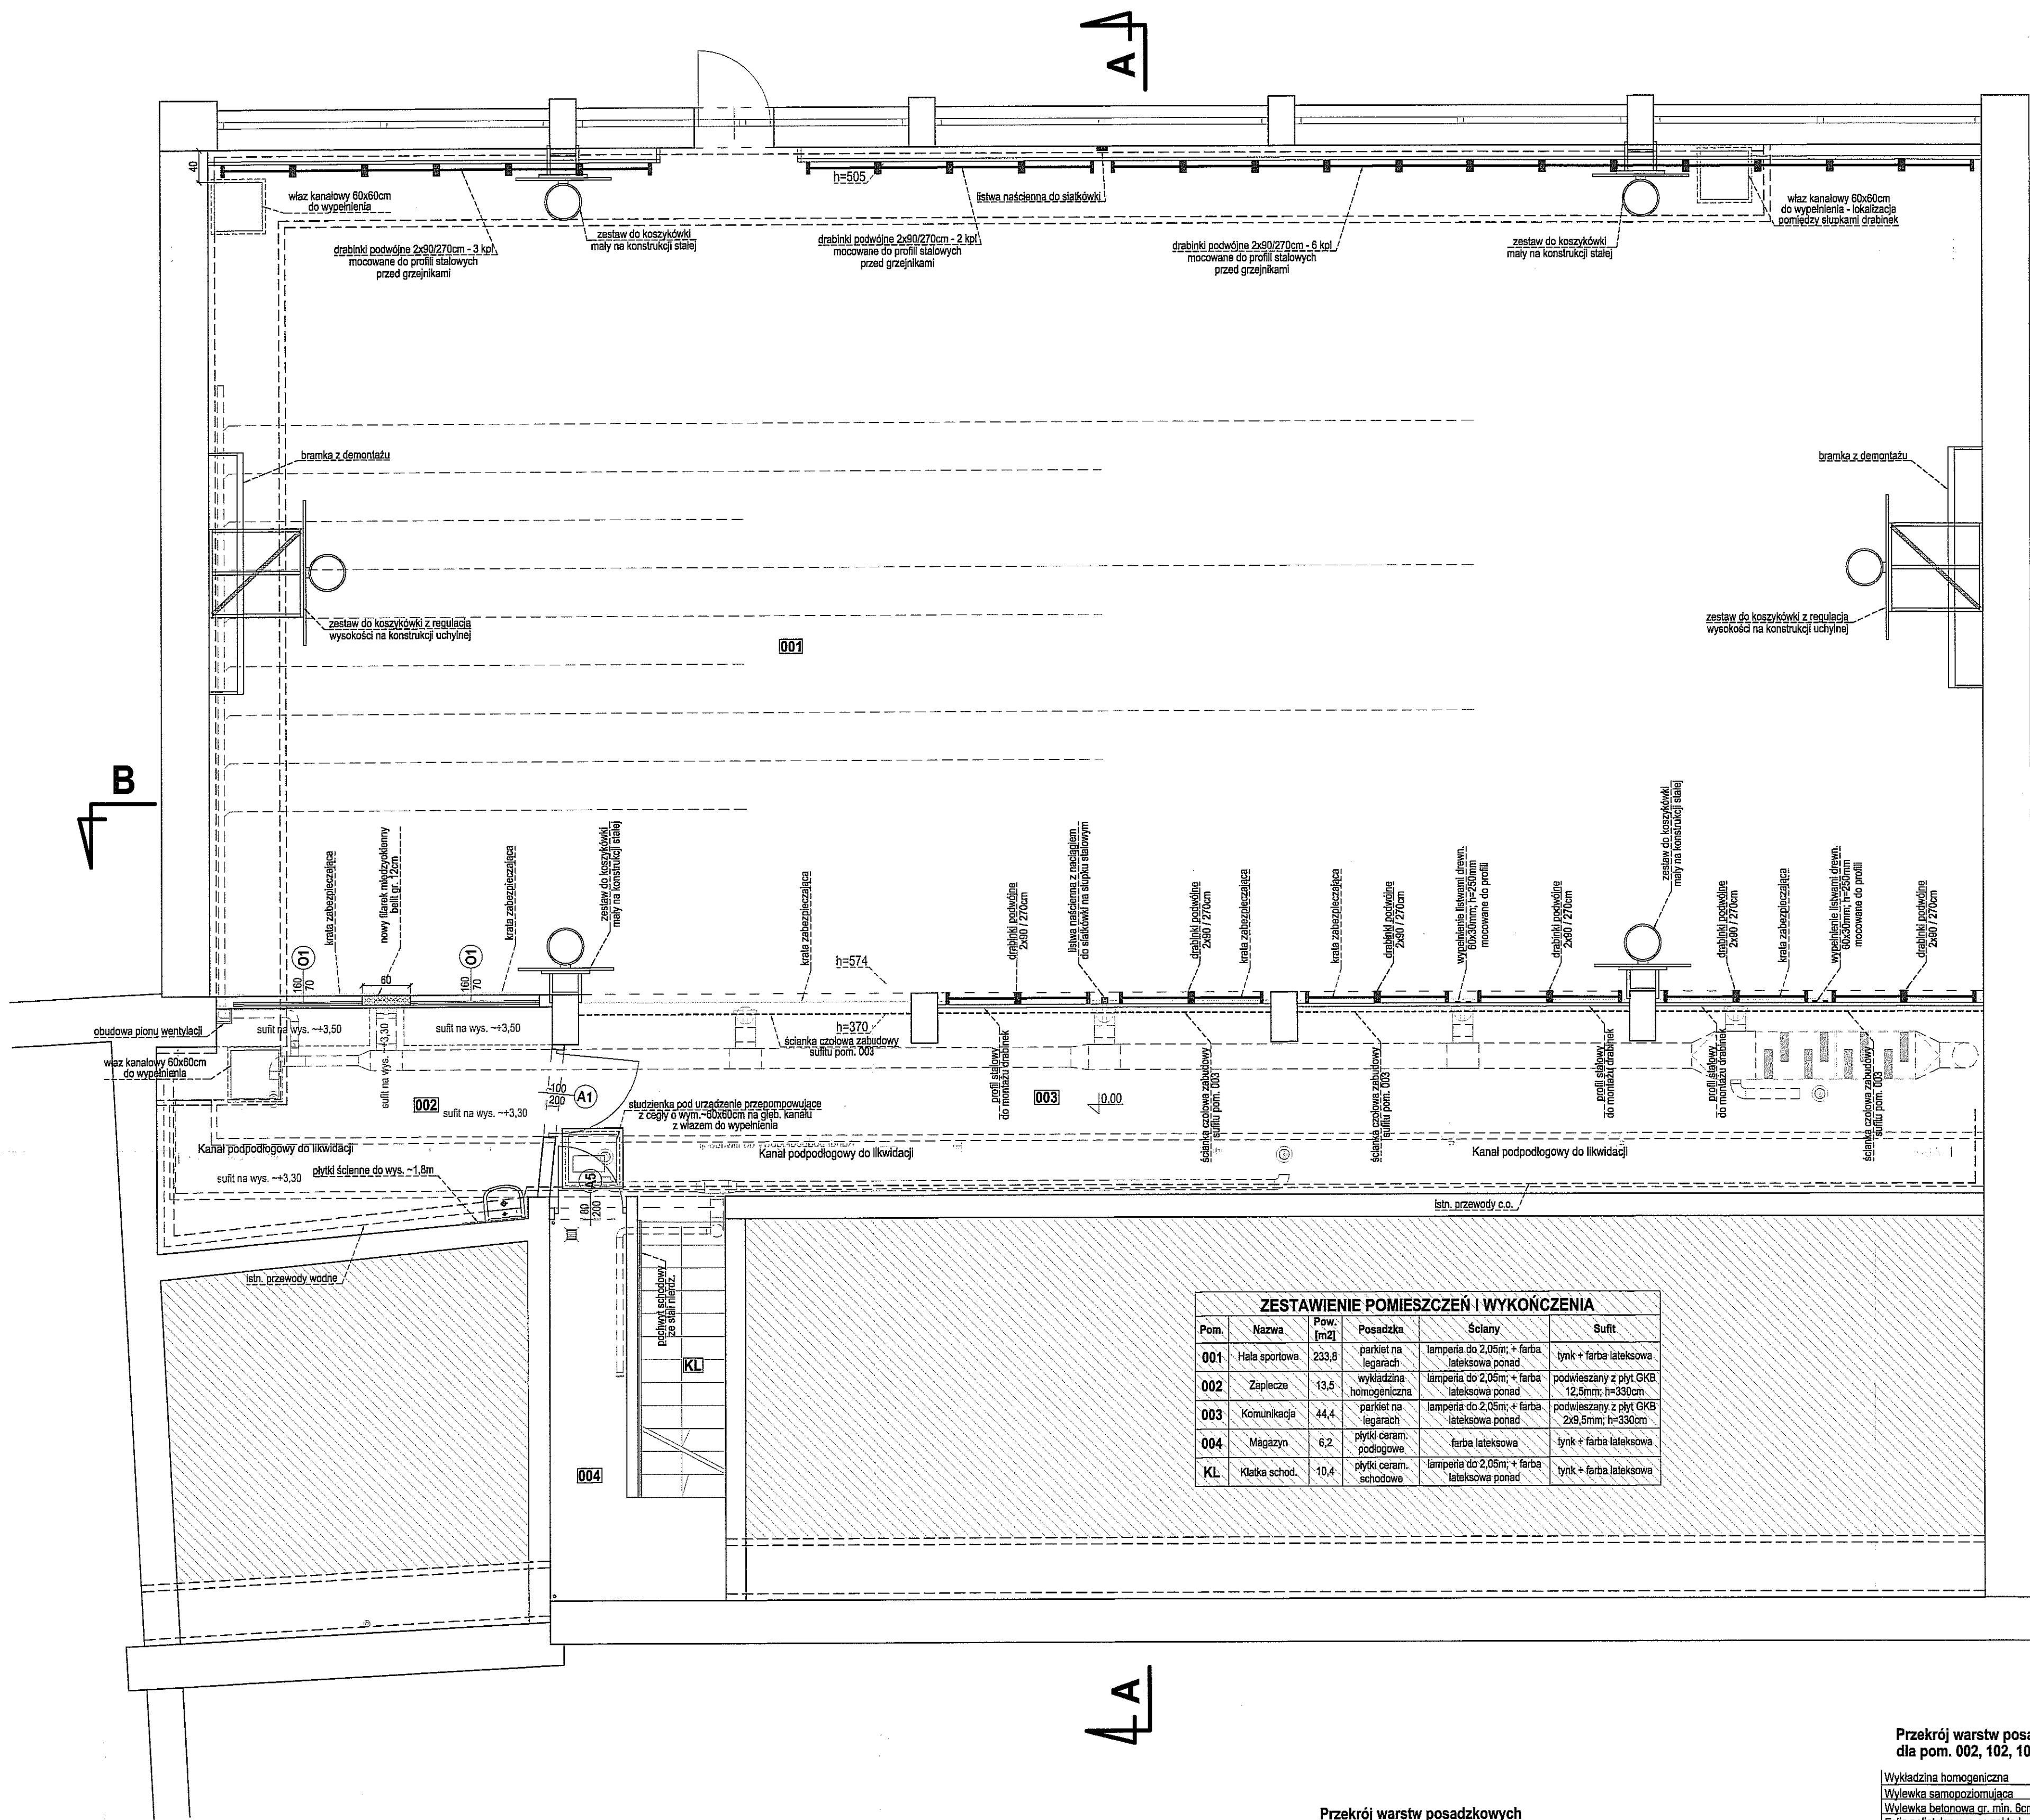 A
40
właz kanałowy 60x60cm
do wypełnienia
h=505
listwa naścienna do siatkówki
właz kanałowy 60x60cm
do wypełnienia - lokalizacja
pomiędzy słupkami drabinek
drabinki podwójne 2x90/270cm - 3 kpl
mocowane do profili stalowych
przed grzejnikami
zestaw do koszykówki
mały na konstrukcji stałej
drabinki podwójne 2x90/270cm - 2 kpl
mocowane do profili stalowych
przed grzejnikami
drabinki podwójne 2x90/270cm - 6 kpl
mocowane do profili stalowych
przed grzejnikami
zestaw do koszykówki
mały na konstrukcji stałej
bramka z demontażu
bramka z demontażu
zestaw do koszykówki z regulacją
wysokości na konstrukcji uchylnej
zestaw do koszykówki z regulacją
wysokości na konstrukcji uchylnej
001
B
krata zabezpieczająca
nowy filarek międzyokienny
belit gr. 12cm
krata zabezpieczająca
zestaw do koszykówki
mały na konstrukcji stałej
krata zabezpieczająca
h=574
drabinki podwójne
2x90 / 270cm
listwa naścienna z naciągiem
do siatkówki na słupku stalowym
drabinki podwójne
2x90 / 270cm
krata zabezpieczająca
krata zabezpieczająca
drabinki podwójne
2x90 / 270cm
wypełnienie listwami drewn.
60x30mm; h=250mm
mocowane do profili
drabinki podwójne
2x90 / 270cm
zestaw do koszykówki
mały na konstrukcji stałej
drabinki podwójne
2x90 / 270cm
krata zabezpieczająca
wypełnienie listwami drewn.
60x30mm; h=250mm
mocowane do profili
drabinki podwójne
2x90 / 270cm
O1
160
70
60
O1
160
70
obudowa pionu wentylacji
sufit na wys. ~+3,50
sufit na wys. ~+3,30
sufit na wys. ~+3,50
h=370
ścianka czołowa zabudowy
sufitu pom. 003
właz kanałowy 60x60cm
do wypełnienia
002
sufit na wys. ~+3,30
100
200
A1
studzienka pod urządzenie przepompowujące
z cegły o wym.~60x60cm na głęb. kanału
z włazem do wypełnienia
profil stalowy
do montażu drabinek
003
0.00
ścianka czołowa zabudowy
sufitu pom. 003
ścianka czołowa zabudowy
sufitu pom. 003
profil stalowy
do montażu drabinek
profil stalowy
do montażu drabinek
ścianka czołowa zabudowy
sufitu pom. 003
Kanał podpodłogowy do likwidacji
Kanał podpodłogowy do likwidacji
Kanał podpodłogowy do likwidacji
sufit na wys. ~+3,30
płytki ścienne do wys. ~1,8m
A5
80
200
istn. przewody c.o.
istn. przewody wodne
pochwyt schodowy
ze stali nierdz.
KL
004
ZESTAWIENIE POMIESZCZEŃ I WYKOŃCZENIA
Pom. Nazwa Pow. [m2] Posadzka Ściany Sufit
001 Hala sportowa 233,8 parkiet na legarach lamperia do 2,05m; + farba lateksowa ponad tynk + farba lateksowa
002 Zaplecze 13,5 wykładzina homogeniczna lamperia do 2,05m; + farba lateksowa ponad podwieszany z płyt GKB 12,5mm; h=330cm
003 Komunikacja 44,4 parkiet na legarach lamperia do 2,05m; + farba lateksowa ponad podwieszany z płyt GKB 2x9,5mm; h=330cm
004 Magazyn 6,2 płytki ceram. podłogowe farba lateksowa tynk + farba lateksowa
KL Klatka schod. 10,4 płytki ceram. schodowe lamperia do 2,05m; + farba lateksowa ponad tynk + farba lateksowa
A
Przekrój warstw posa
dla pom. 002, 102, 10
Wykładzina homogeniczna
Wylewka samopoziomująca
Wylewka betonowa gr. min. 6cm
Przekrój warstw posadzkowych